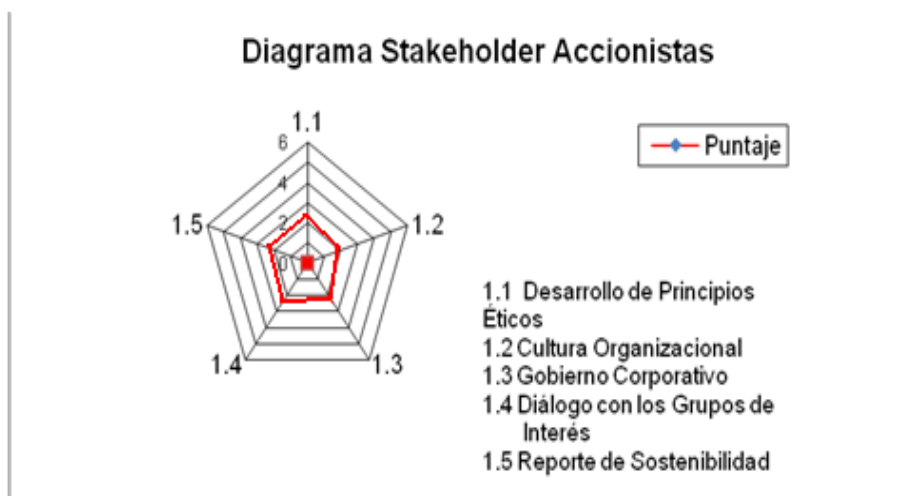 Diagrama Stakeholder Accionistas
1.1
6
4
2
0
1.5
1.2
1.4
1.3
Puntaje
1.1 Desarrollo de Principios
Éticos
1.2 Cultura Organizacional
1.3 Gobierno Corporativo
1.4 Diálogo con los Grupos de
Interés
1.5 Reporte de Sostenibilidad